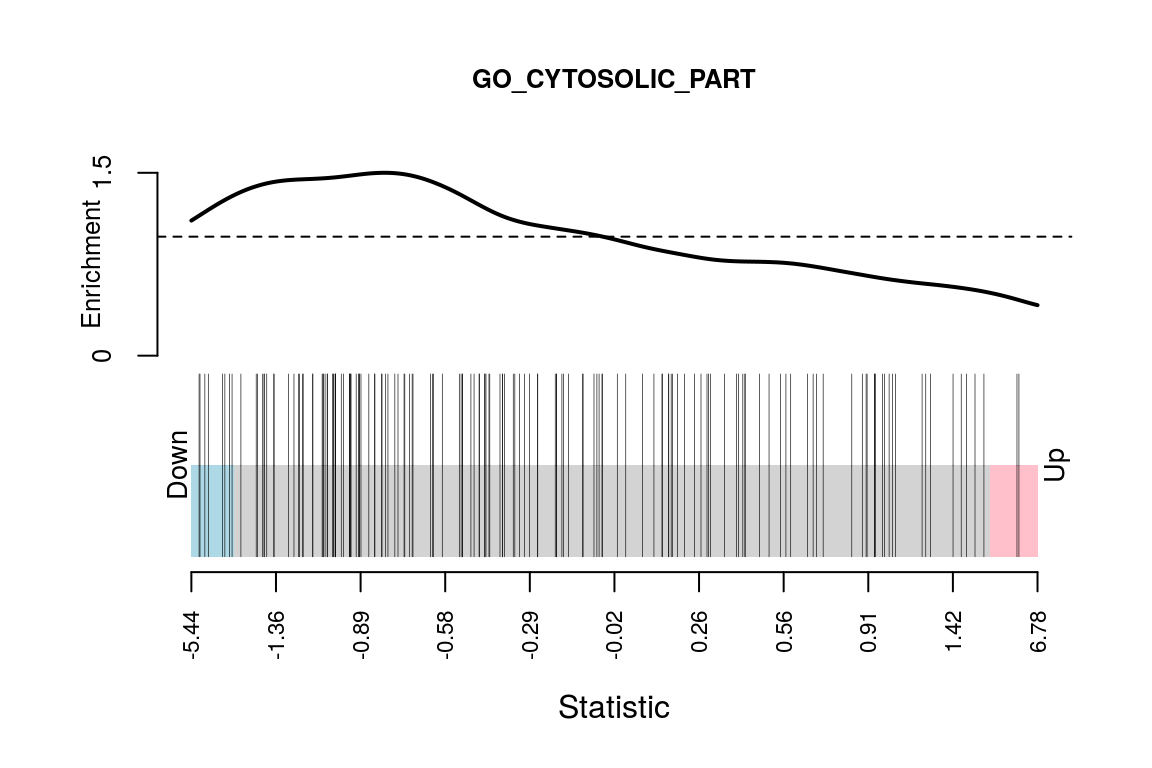 GO_CYTOSOLIC_PART
1.5
Enrichment
0
Down
Up
-5.44 -1.36 -0.89 -0.58 -0.29 -0.02 0.26 0.56 0.91 1.42 6.78
Statistic